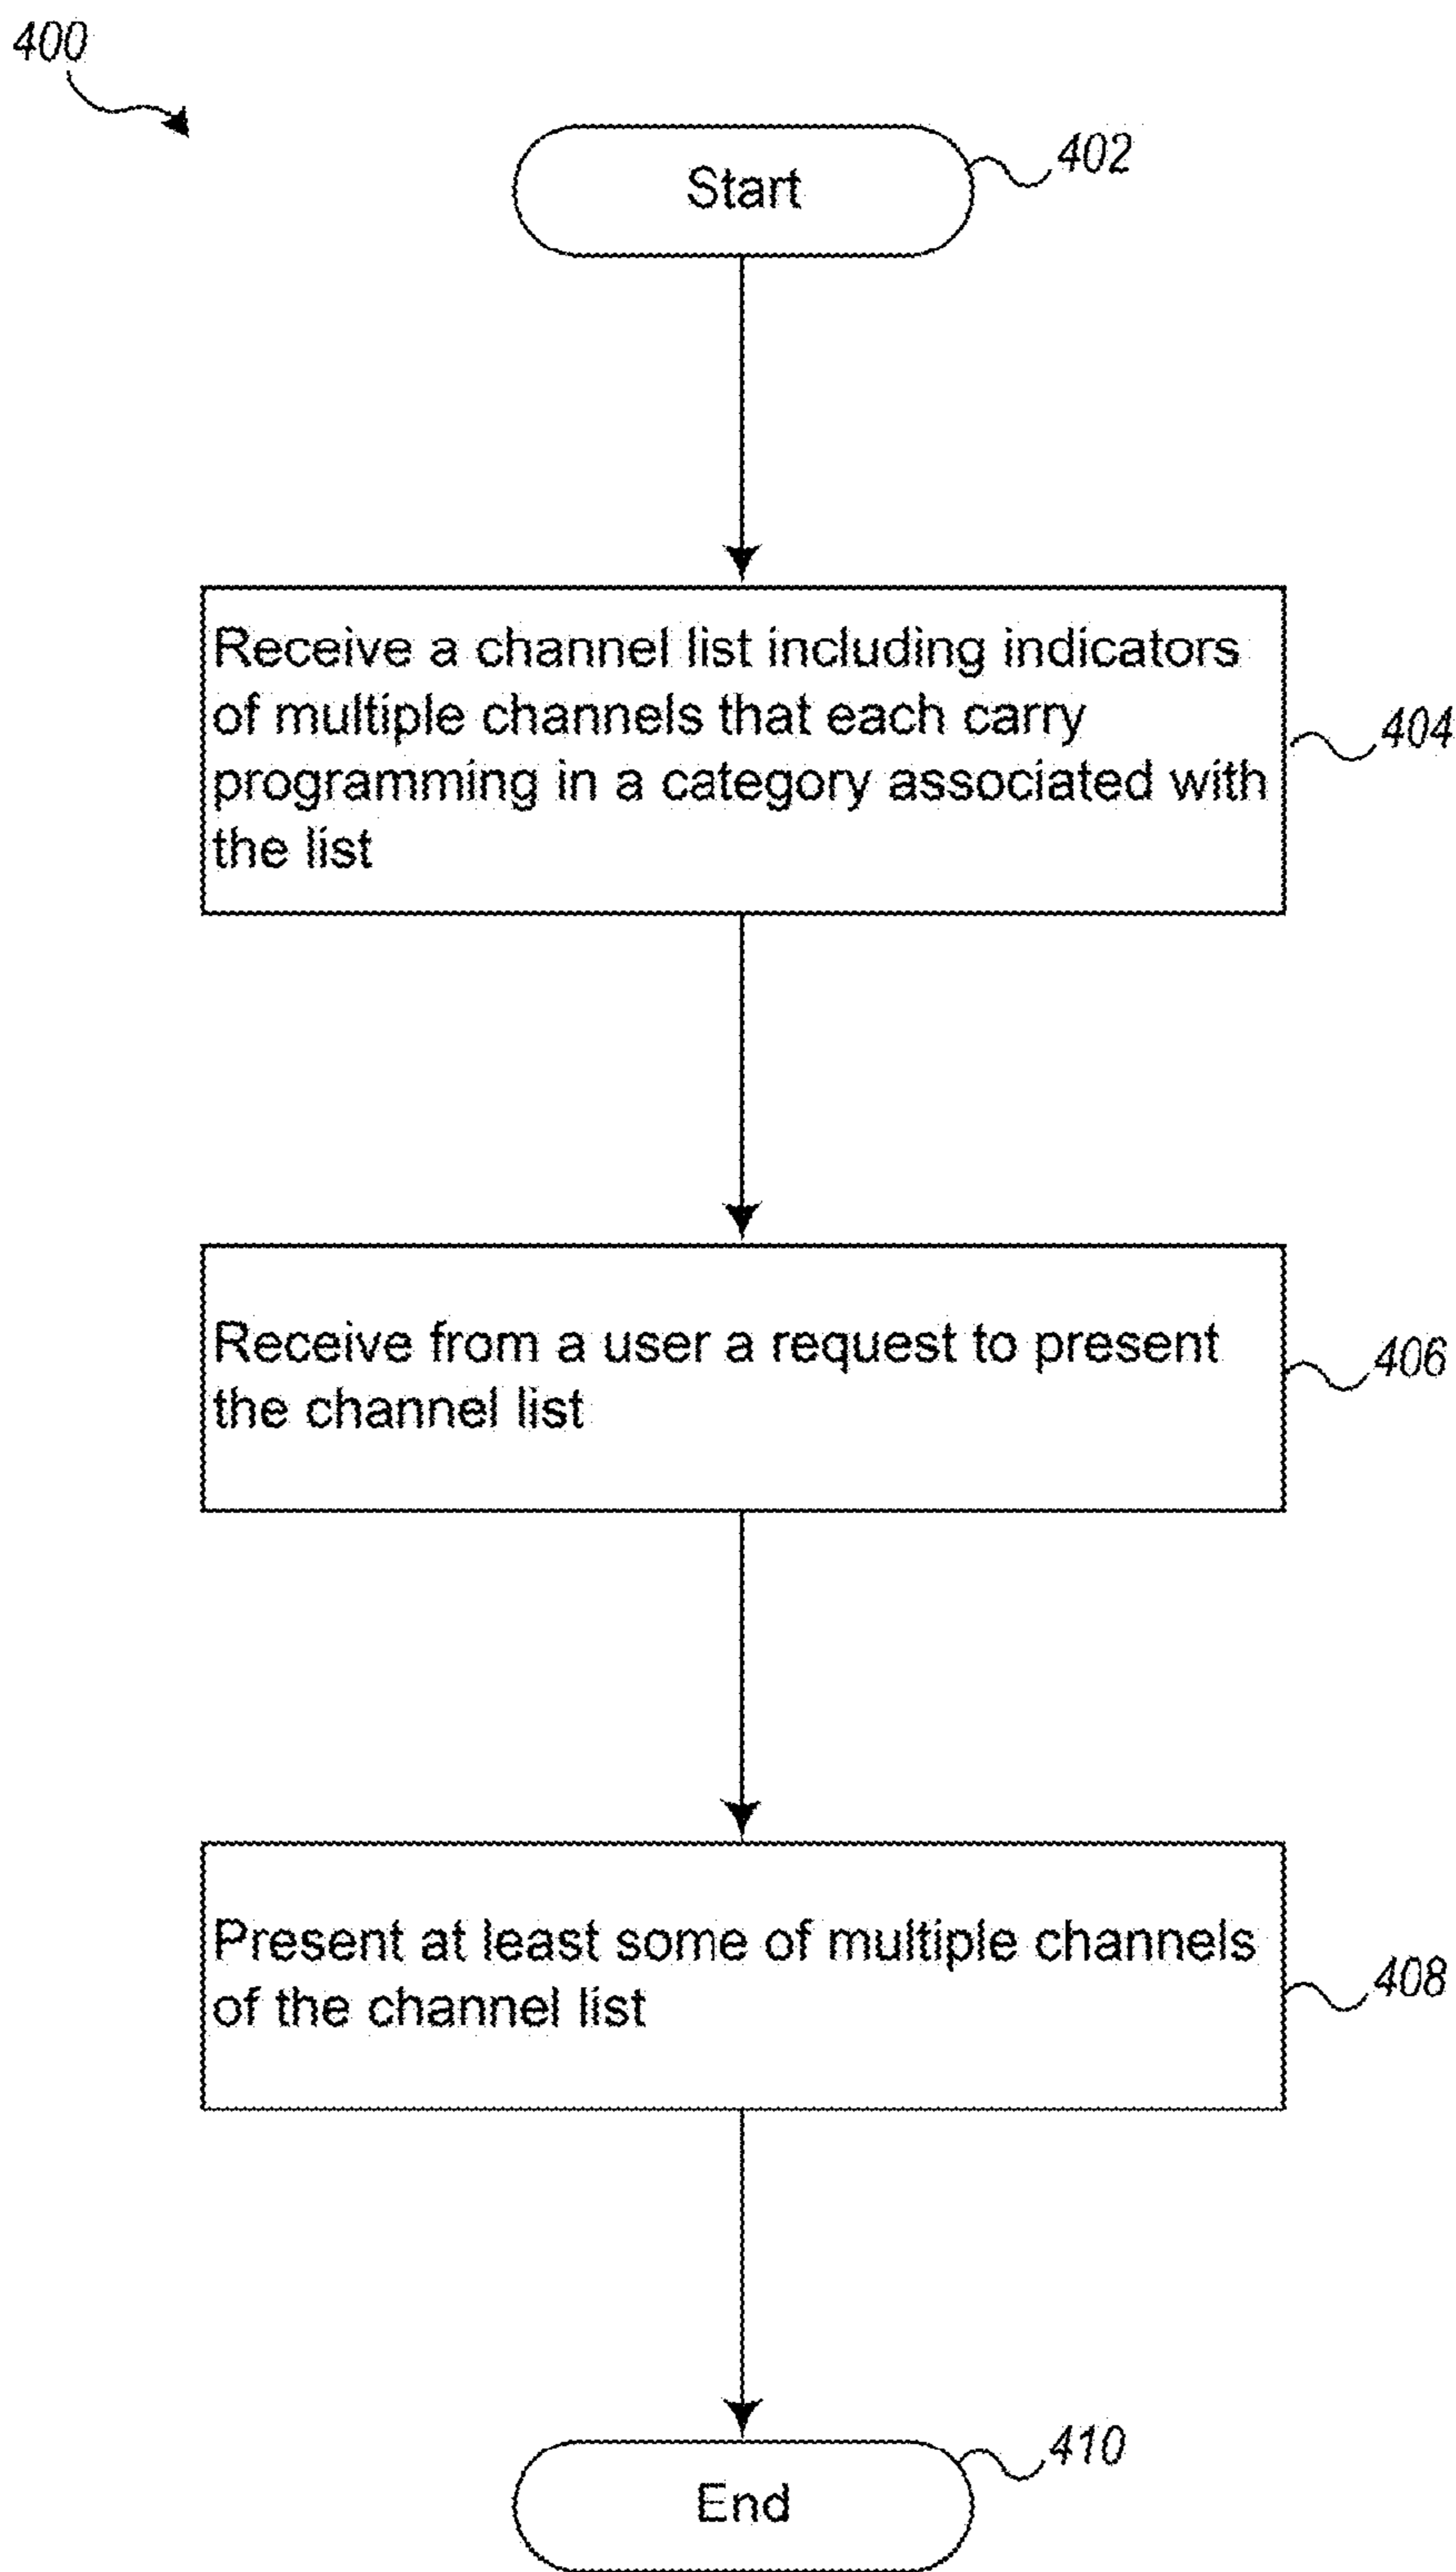 400
Start
402
Receive a channel list including indicators
of multiple channels that each carry
programming in a category associated with
the list
404
Receive from a user a request to present
the channel list
406
Present at least some of multiple channels
of the channel list
408
End
410